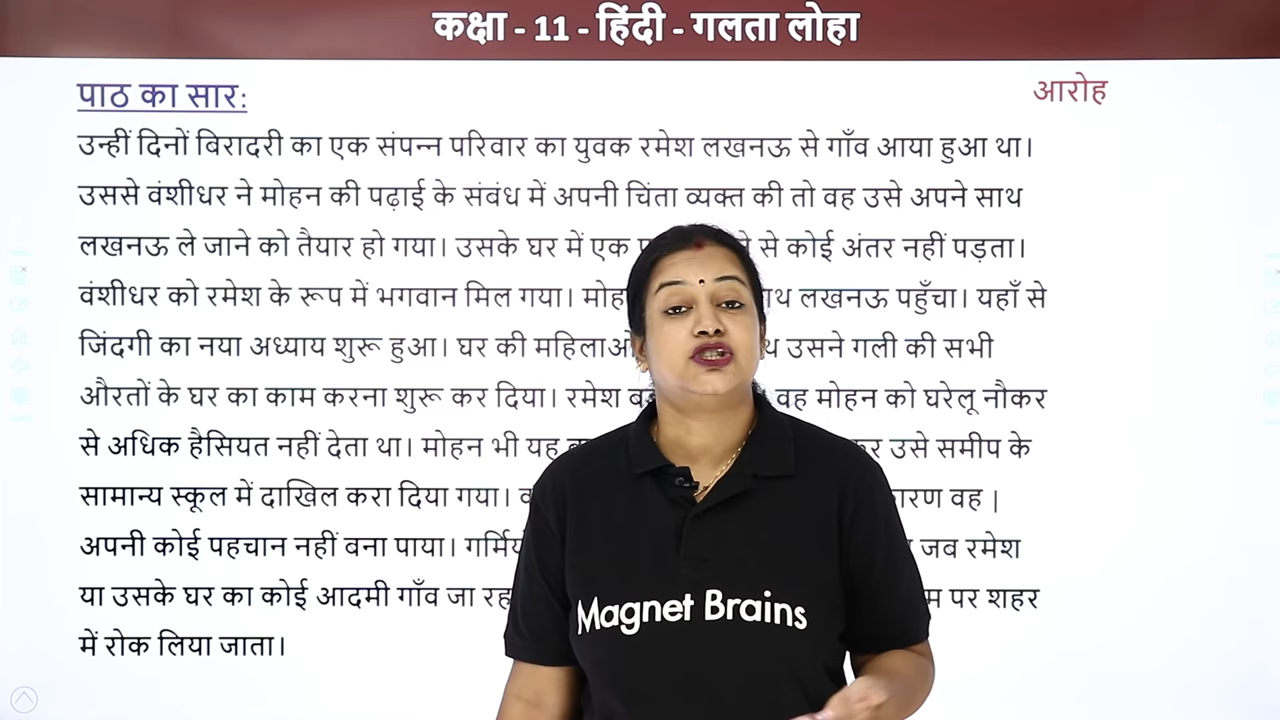 कक्षा - 11 - हिंदी - गलता लोहा
पाठ का सार:
आरोह
उन्हीं दिनों बिरादरी का एक संपन्न परिवार का युवक रमेश लखनऊ से गाँव आया हुआ था।
उससे वंशीधर ने मोहन की पढ़ाई के संबंध में अपनी चिंता व्यक्त की तो वह उसे अपने साथ
लखनऊ ले जाने को तैयार हो गया। उसके घर में एक से कोई अंतर नहीं पड़ता।
वंशीधर को रमेश के रूप में भगवान मिल गया। लखनऊ पहुँचा। यहाँ से
जिंदगी का नया अध्याय शुरू हुआ। घर की उसने गली की सभी
औरतों के घर का काम करना शुरू कर दिया। रमेश वह मोहन को घरेलू नौकर
से अधिक हैसियत नहीं देता था। मोहन भी यह उसे समीप के
सामान्य स्कूल में दाखिल करा दिया गया। वह |
अपनी कोई पहचान नहीं बना पाया। जब रमेश
या उसके घर का कोई आदमी गाँव जा पर शहर
में रोक लिया जाता।
Magnet Brains